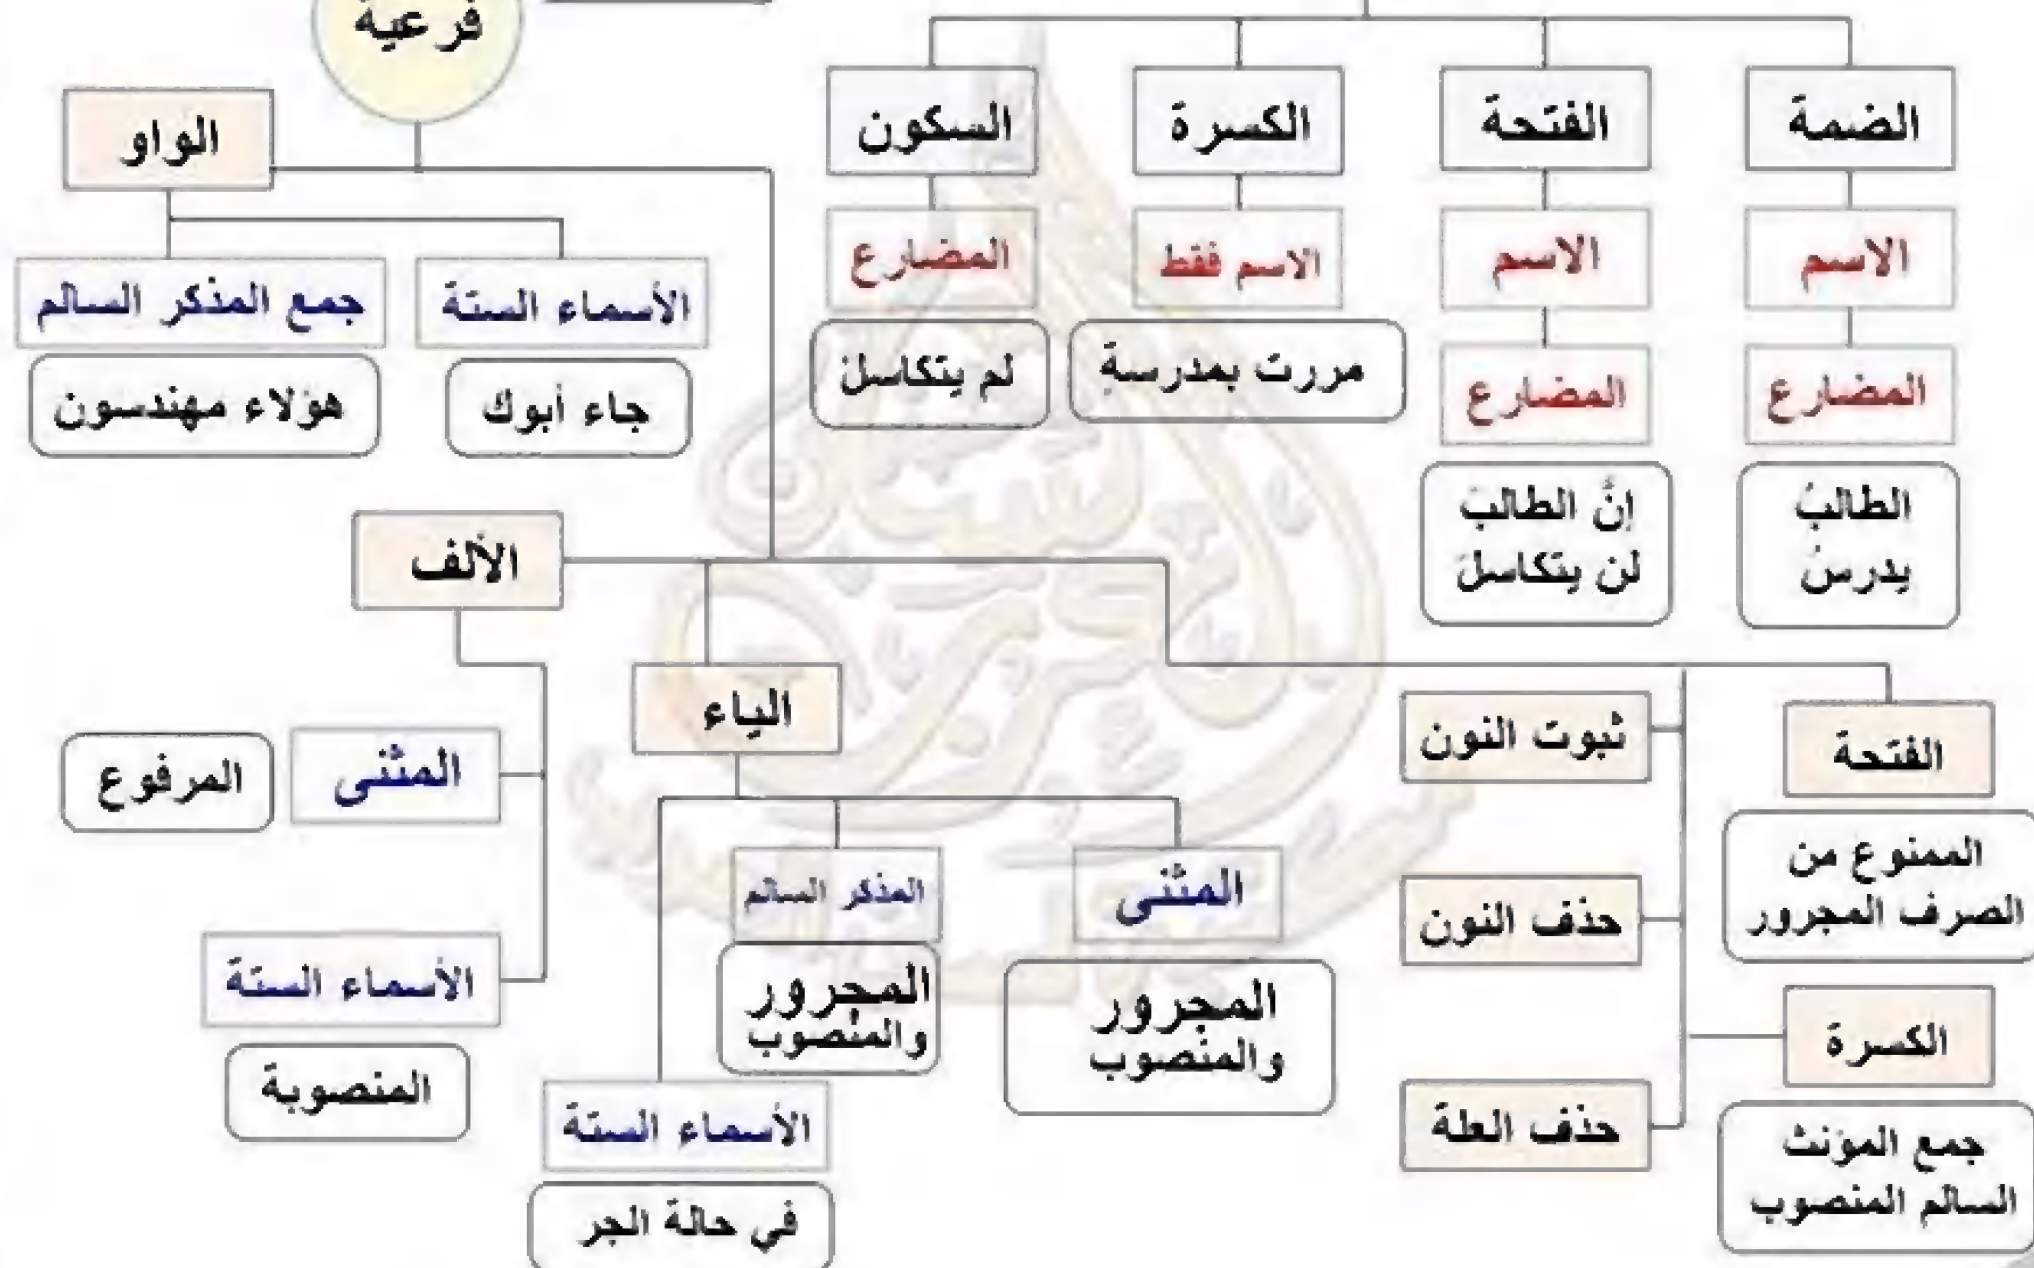 فرعية
الضمة
الفتحة
الكسرة
السكون
الواو
الاسم
الاسم
الاسم فقط
المضارع
الأسماء الستة
جمع المذكر السالم
المضارع
المضارع
مررت بمدرسةٍ
لم يتكاسلْ
جاء أبوك
هؤلاء مهندسون
الطالبُ
يدرسُ
إنَّ الطالبَ
لن يتكاسلَ
الألف
الياء
الفتحة
ثبوت النون
المثنى
المرفوع
الممنوع من
الصرف المجرور
حذف النون
المثنى
المذكر السالم
الأسماء الستة
المجرور
والمنصوب
المجرور
والمنصوب
المنصوبة
الكسرة
جمع المؤنث
السالم المنصوب
حذف العلة
الأسماء الستة
في حالة الجر